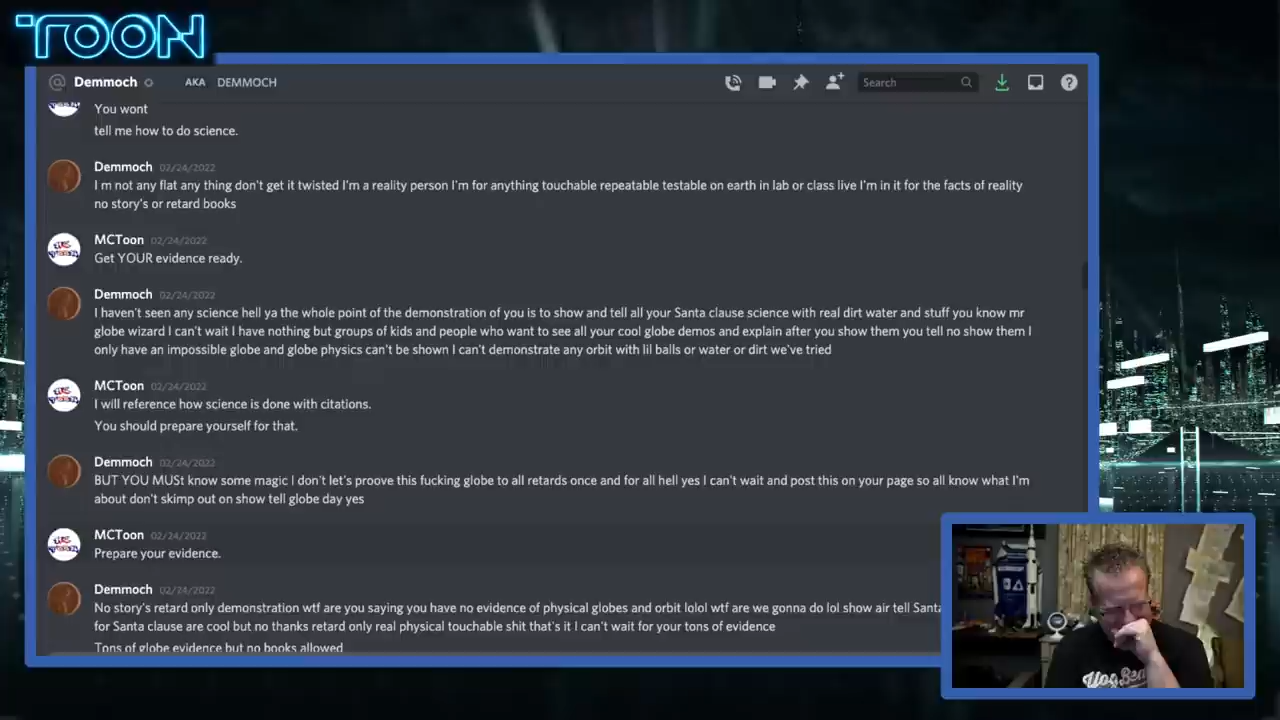 TOON
@ Demmoch AKA DEMMOCH Search
You wont
tell me how to do science.
Demmoch 02/24/2022
I m not any flat any thing don't get it twisted I'm a reality person I'm for anything touchable repeatable testable on earth in lab or class live I'm in it for the facts of reality
no story's or retard books
MCToon 02/24/2022
Get YOUR evidence ready.
Demmoch 02/24/2022
I haven't seen any science hell ya the whole point of the demonstration of you is to show and tell all your Santa clause science with real dirt water and stuff you know mr
globe wizard I can't wait I have nothing but groups of kids and people who want to see all your cool globe demos and explain after you show them you tell no show them I
only have an impossible globe and globe physics can't be shown I can't demonstrate any orbit with lil balls or water or dirt we've tried
MCToon 02/24/2022
I will reference how science is done with citations.
You should prepare yourself for that.
Demmoch 02/24/2022
BUT YOU MUSt know some magic I don't let's proove this fucking globe to all retards once and for all hell yes I can't wait and post this on your page so all know what I'm
about don't skimp out on show tell globe day yes
MCToon 02/24/2022
Prepare your evidence.
Demmoch 02/24/2022
No story's retard only demonstration wtf are you saying you have no evidence of physical globes and orbit lolol wtf are we gonna do lol show air tell Santa
for Santa clause are cool but no thanks retard only real physical touchable shit that's it I can't wait for your tons of evidence
Tons of globe evidence but no books allowed